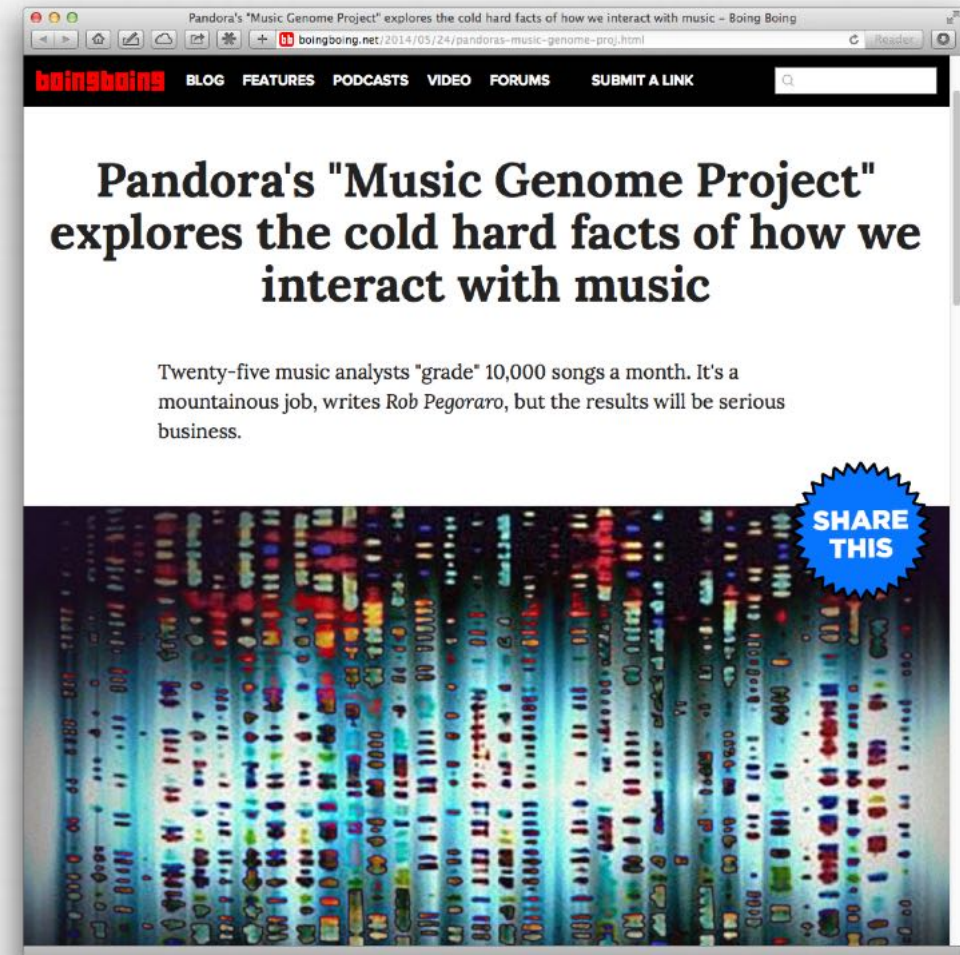 Pandora's "Music Genome Project" explores the cold hard facts of how we interact with music – Boing Boing
bb boingboing.net/2014/05/24/pandoras-music-genome-proj.html Reader
boingboing BLOG FEATURES PODCASTS VIDEO FORUMS SUBMIT A LINK
Pandora's "Music Genome Project"
explores the cold hard facts of how we
interact with music
Twenty-five music analysts "grade" 10,000 songs a month. It's a
mountainous job, writes Rob Pegoraro, but the results will be serious
business.
SHARE
THIS